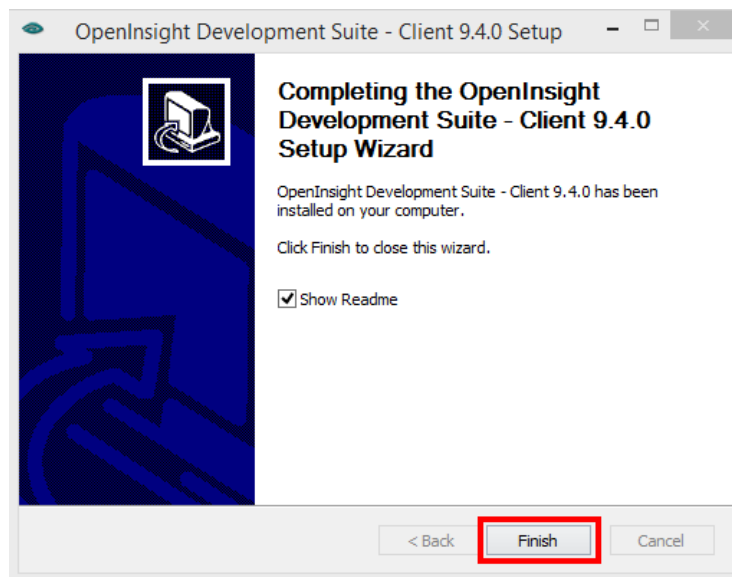 OpenInsight Development Suite - Client 9.4.0 Setup
Completing the OpenInsight
Development Suite - Client 9.4.0
Setup Wizard
OpenInsight Development Suite - Client 9.4.0 has been
installed on your computer.
Click Finish to close this wizard.
Show Readme
< Back Finish Cancel